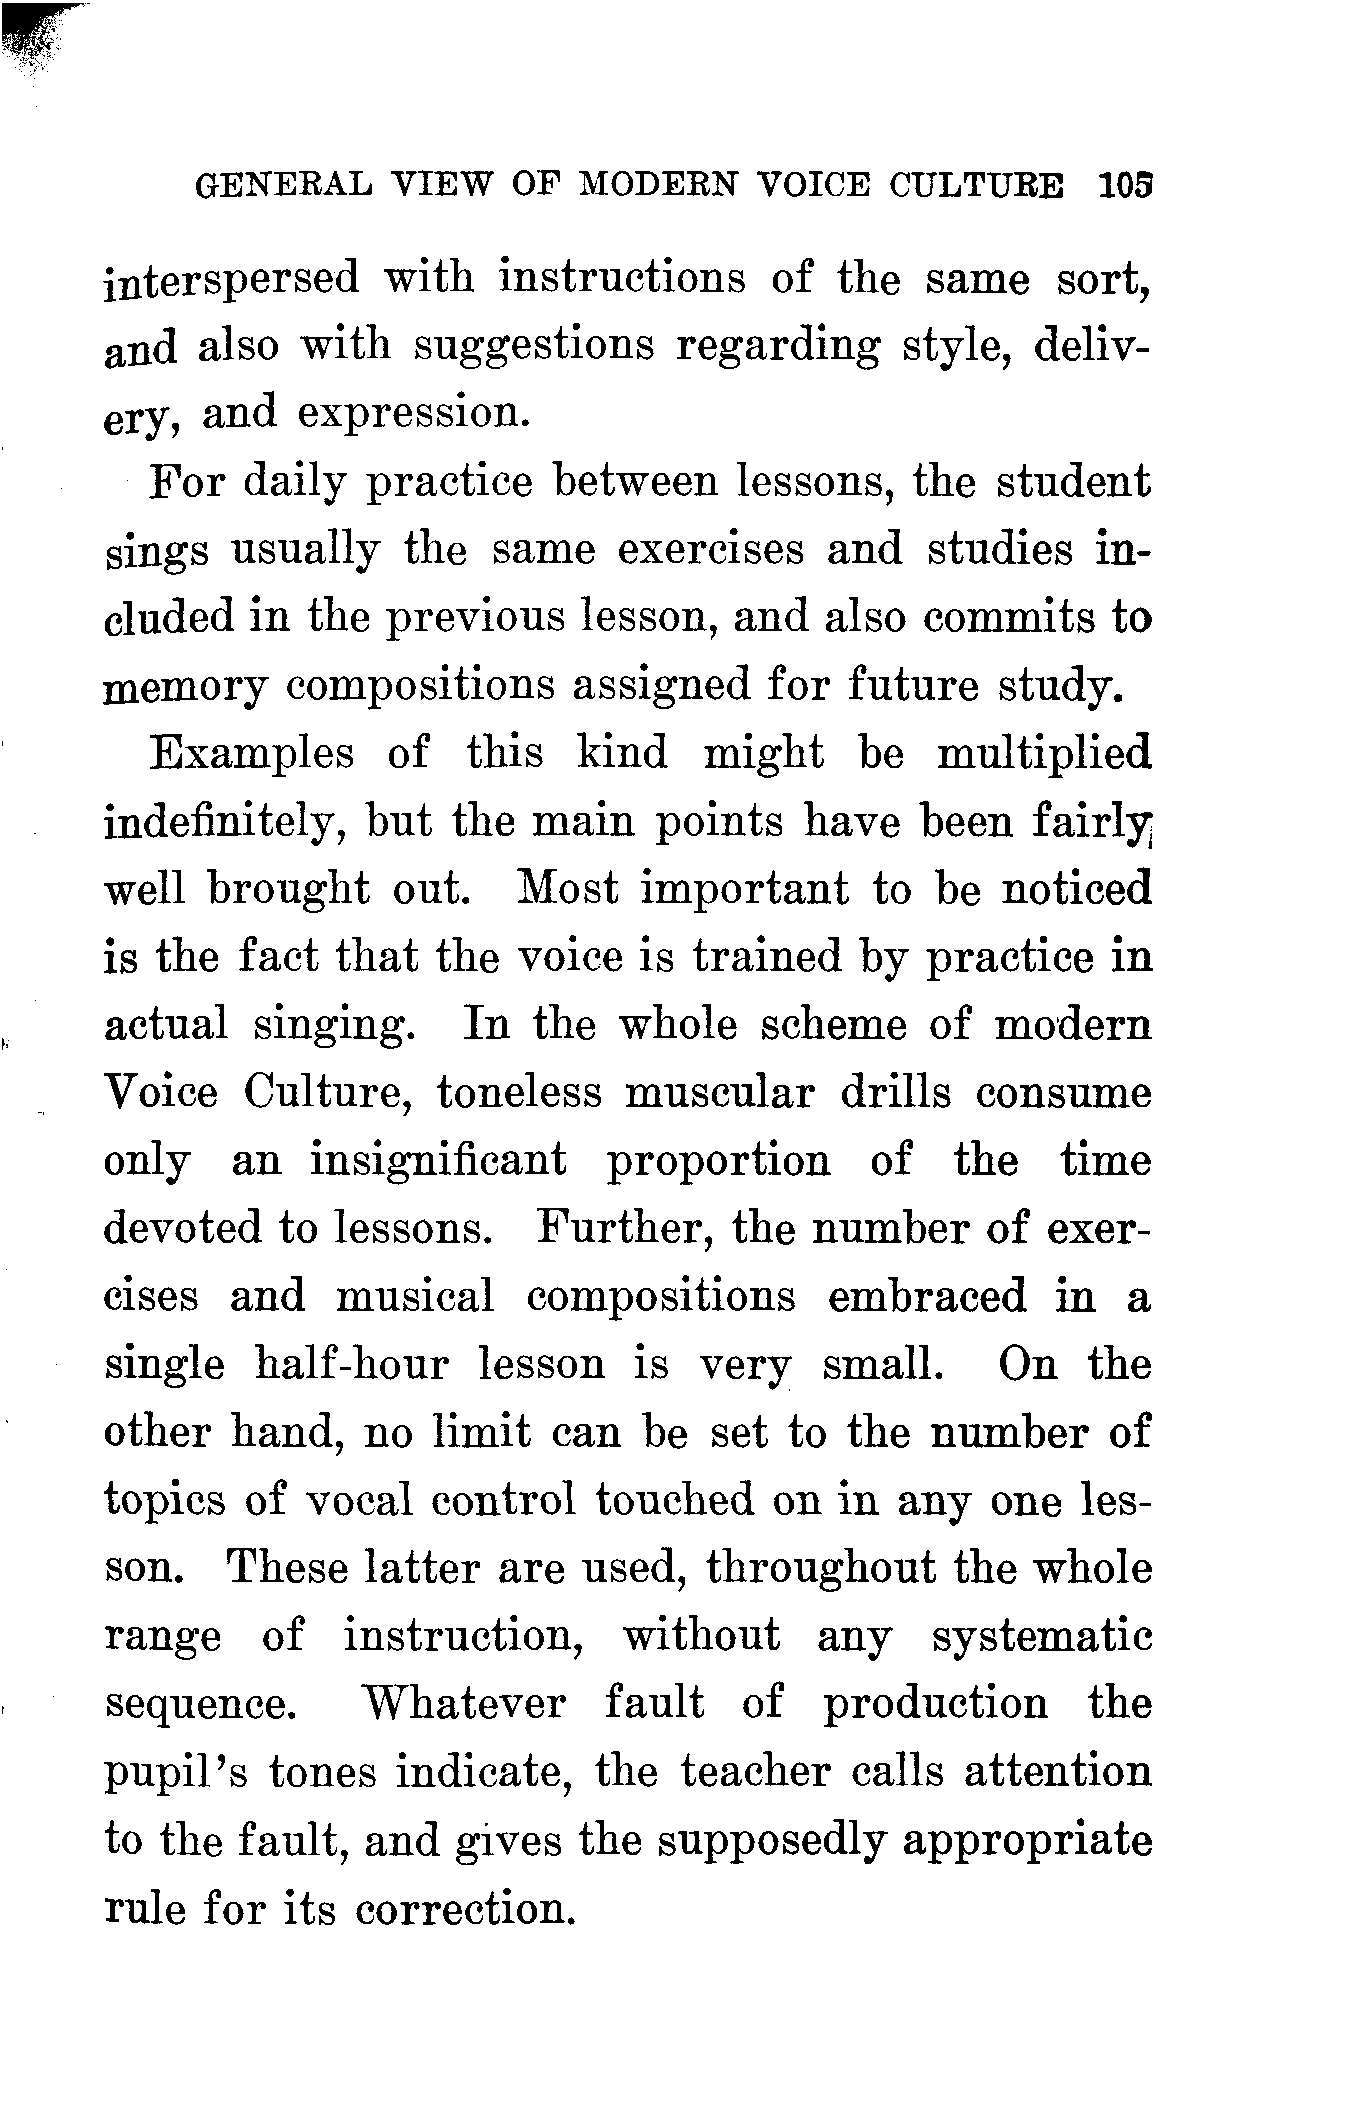 GENERAL VIEW OF MODERN VOICE CULTURE 105
interspersed with instructions of the same sort,
and also with suggestions regarding style, deliv-
ery, and expression.
For daily practice between lessons, the student
sings usually the same exercises and studies in-
cluded in the previous lesson, and also commits to
memory compositions assigned for future study.
Examples of this kind might be multiplied
indefinitely, but the main points have been fairly
well brought out. Most important to be noticed
is the fact that the voice is trained by practice in
actual singing. In the whole scheme of modern
Voice Culture, toneless muscular drills consume
only an insignificant proportion of the time
devoted to lessons. Further, the number of exer-
cises and musical compositions embraced in a
single half-hour lesson is very small. On the
other hand, no limit can be set to the number of
topics of vocal control touched on in any one les-
son. These latter are used, throughout the whole
range of instruction, without any systematic
sequence. Whatever fault of production the
pupil's tones indicate, the teacher calls attention
to the fault, and gives the supposedly appropriate
rule for its correction.